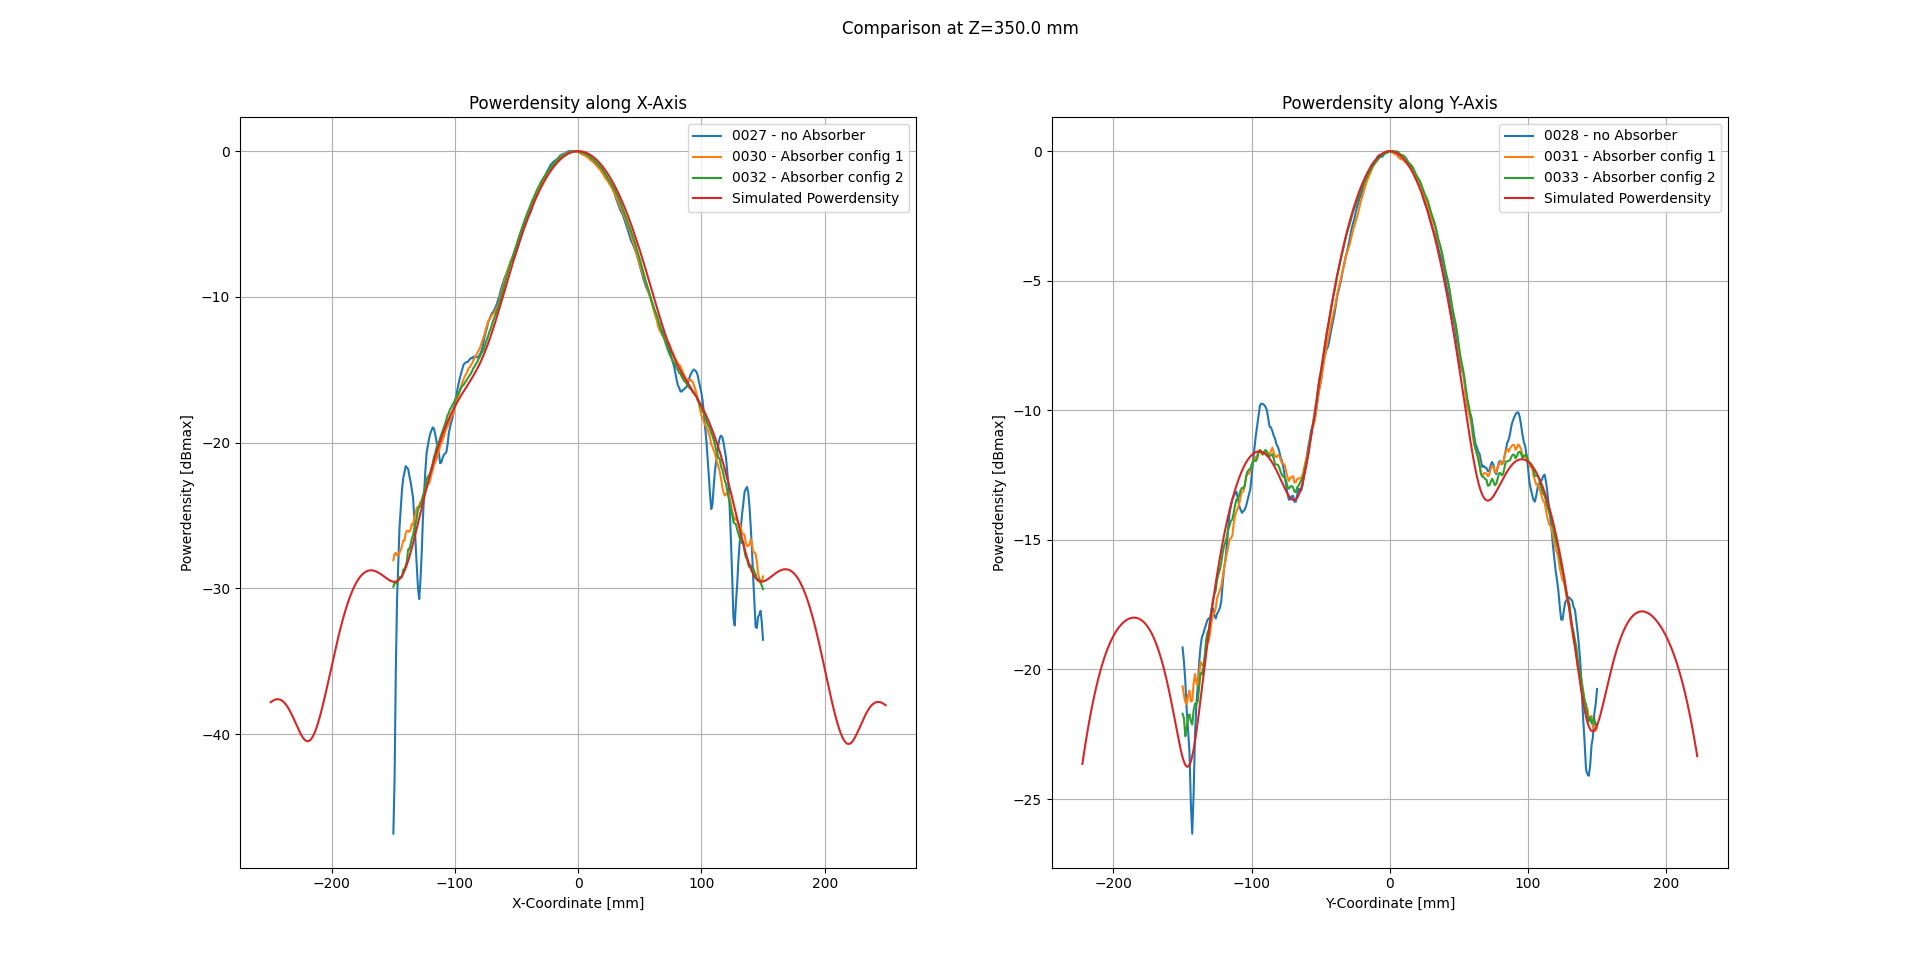 Comparison at Z=350.0 mm
Powerdensity along X-Axis
Powerdensity [dBmax]
0
−10
−20
−30
−40
0027 - no Absorber
0030 - Absorber config 1
0032 - Absorber config 2
Simulated Powerdensity
−200
−100
0
100
200
X-Coordinate [mm]
Powerdensity along Y-Axis
Powerdensity [dBmax]
0
−5
−10
−15
−20
−25
0028 - no Absorber
0031 - Absorber config 1
0033 - Absorber config 2
Simulated Powerdensity
−200
−100
0
100
200
Y-Coordinate [mm]